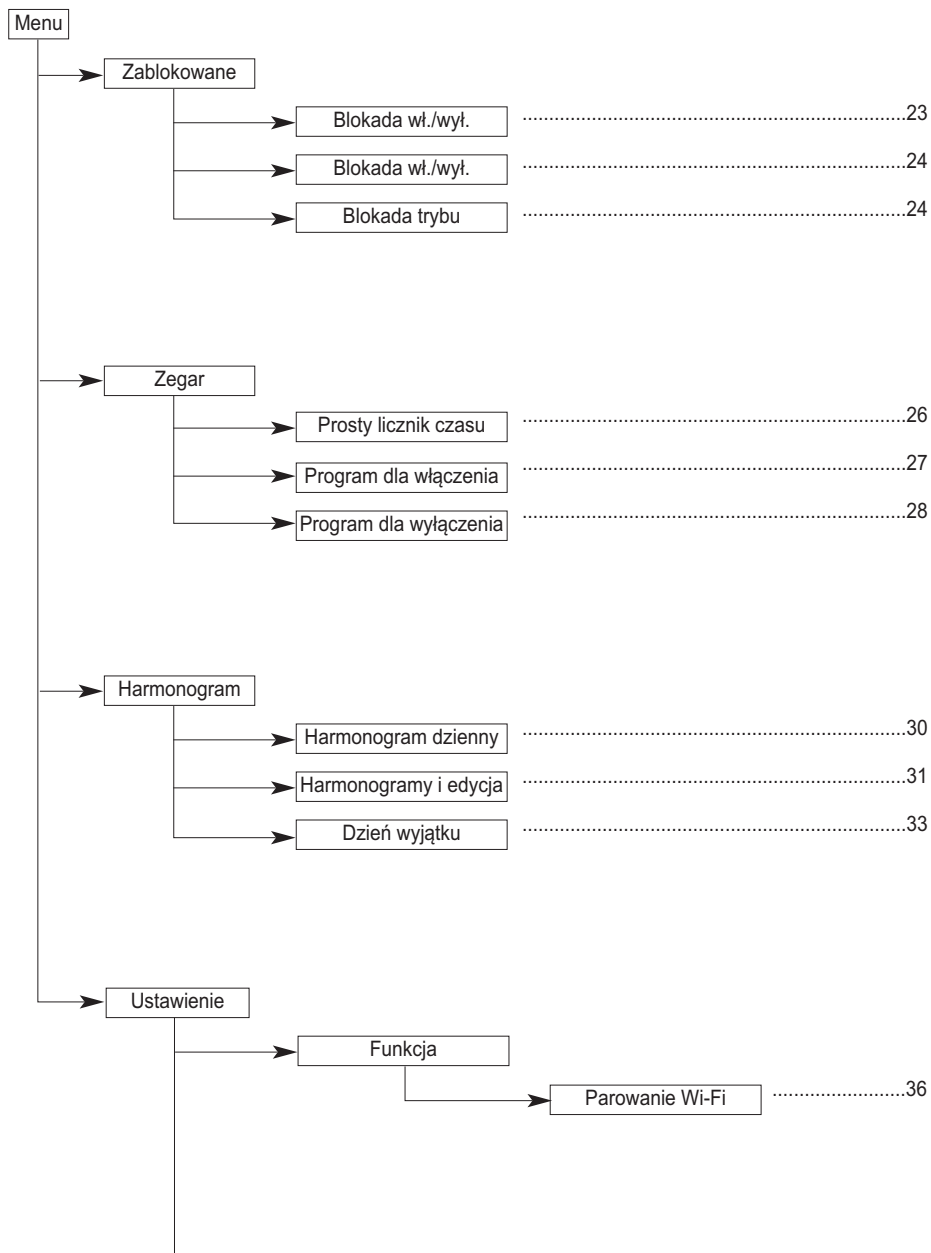 Menu
Zablokowane
Blokada wł./wył. ..........................................................................23
Blokada wł./wył. ..........................................................................24
Blokada trybu ..........................................................................24
Zegar
Prosty licznik czasu ..........................................................................26
Program dla włączenia ..........................................................................27
Program dla wyłączenia ..........................................................................28
Harmonogram
Harmonogram dzienny ..........................................................................30
Harmonogramy i edycja ..........................................................................31
Dzień wyjątku ..........................................................................33
Ustawienie
Funkcja
Parowanie Wi-Fi .........................36